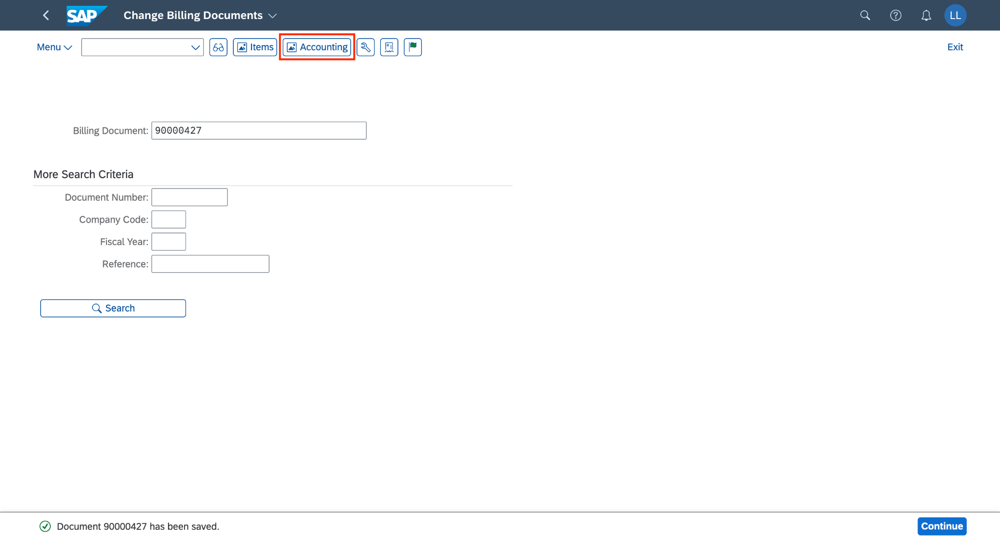 SAP Change Billing Documents LL
Menu Items Accounting Exit
Billing Document: 90000427
More Search Criteria
Document Number:
Company Code:
Fiscal Year:
Reference:
Search
Document 90000427 has been saved. Continue